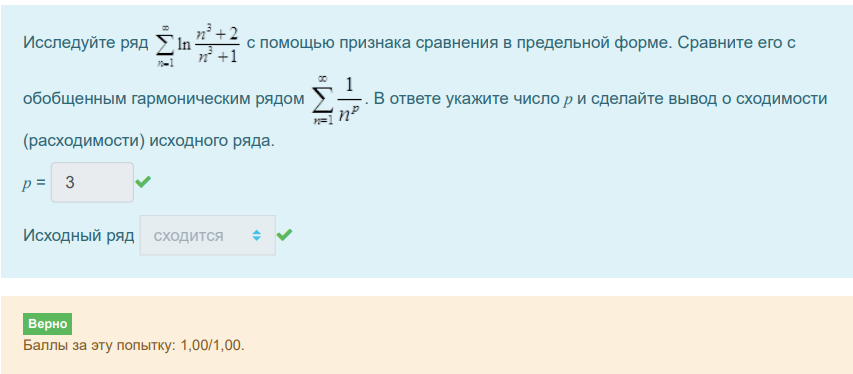 Исследуйте ряд $\sum_{n=1}^{\infty} \ln \frac{n^3+2}{n^3+1}$ с помощью признака сравнения в предельной форме. Сравните его с
обобщенным гармоническим рядом $\sum_{n=1}^{\infty} \frac{1}{n^p}$. В ответе укажите число p и сделайте вывод о сходимости
(расходимости) исходного ряда.
p = 3
Исходный ряд сходится
Верно
Баллы за эту попытку: 1,00/1,00.